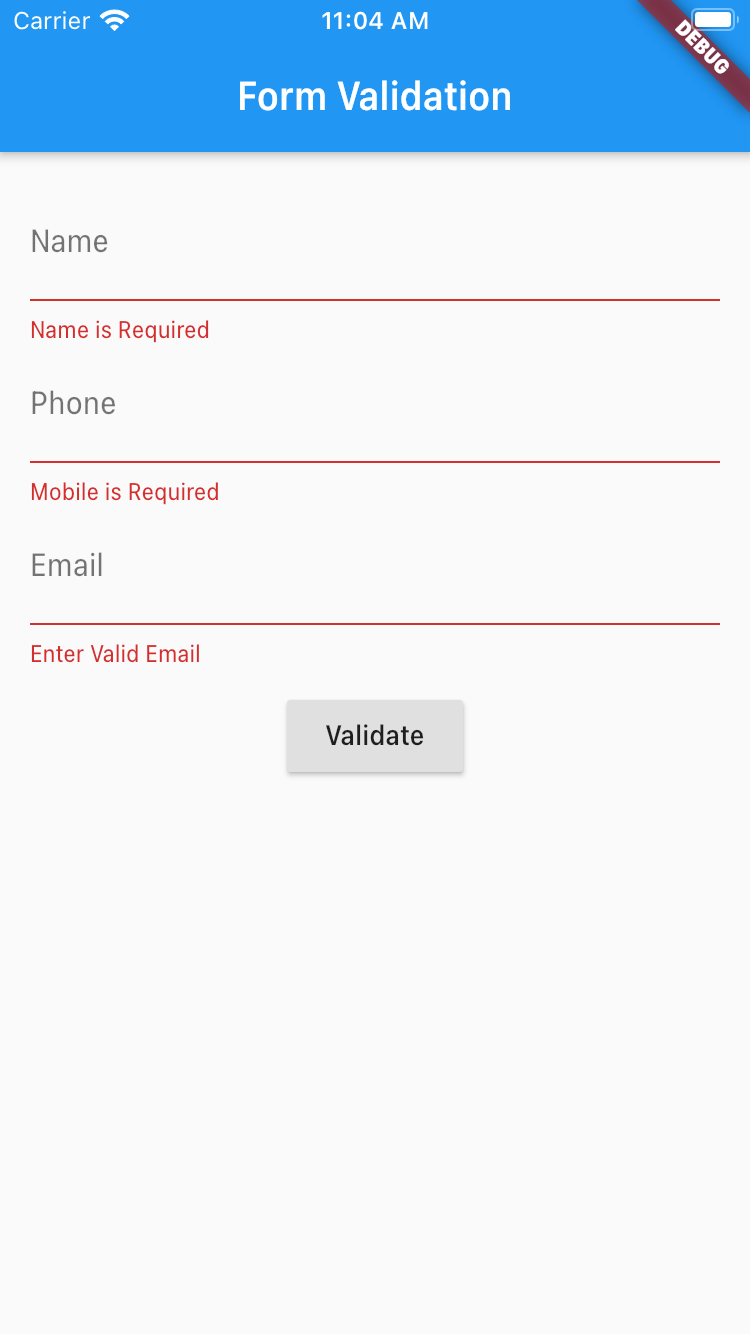 Carrier 11:04 AM
DEBUG
Form Validation
Name
Name is Required
Phone
Mobile is Required
Email
Enter Valid Email
Validate